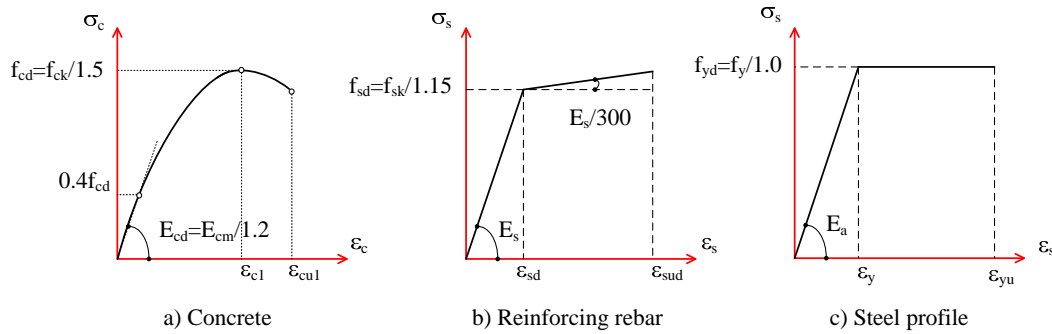 σc
fcd=fck/1.5
0.4fcd
Ecd=Ecm/1.2
εc
εc1
εcu1
a) Concrete
σs
fsd=fsk/1.15
Es/300
Es
εs
εsd
εsud
b) Reinforcing rebar
σs
fyd=fy/1.0
Ea
εs
εy
εyu
c) Steel profile